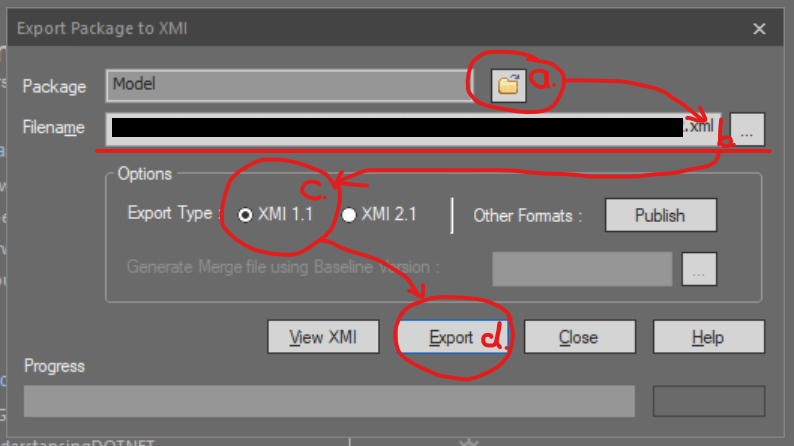 Export Package to XMI
Package Model a.
Filename .xml b. ...
Options
c.
Export Type : XMI 1.1 XMI 2.1 Other Formats : Publish
Generate Merge file using Baseline Version : ...
View XMI Export d. Close Help
Progress
derstansingDOTNET